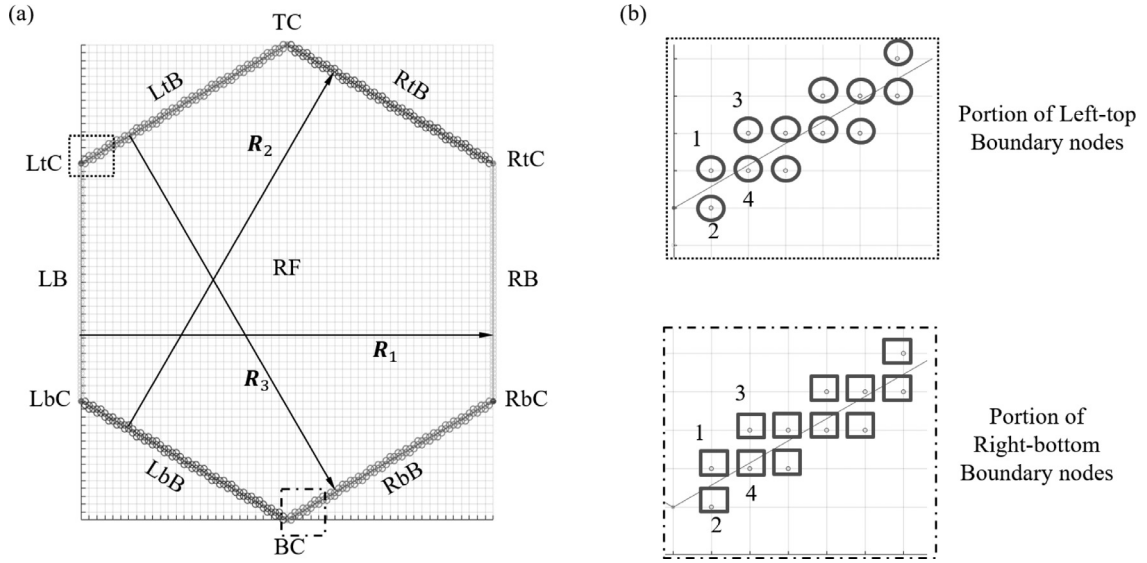 (a)
TC
LtB
RtB
R₂
LtC
RtC
LB
RF
RB
R₁
R₃
LbC
RbC
LbB
RbB
BC
(b)
3
1
4
2
Portion of Left-top
Boundary nodes
3
1
4
2
Portion of
Right-bottom
Boundary nodes